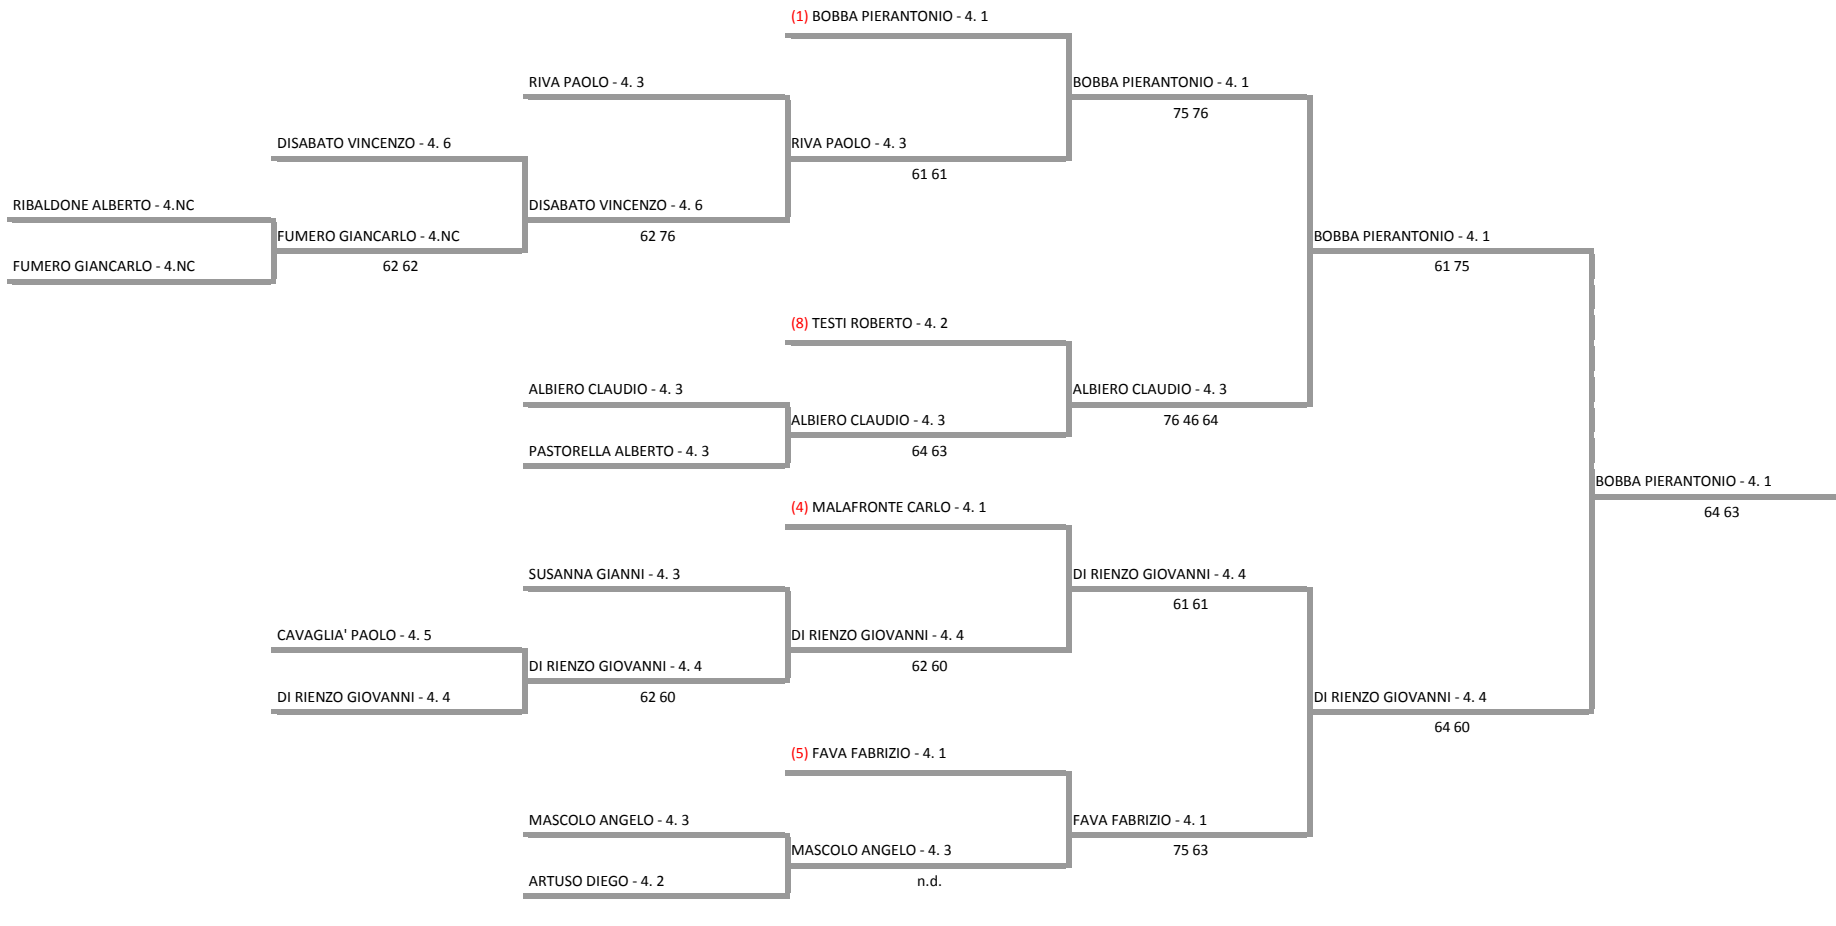 (1) BOBBA PIERANTONIO - 4. 1
RIVA PAOLO - 4. 3
BOBBA PIERANTONIO - 4. 1
75 76
DISABATO VINCENZO - 4. 6
RIVA PAOLO - 4. 3
61 61
RIBALDONE ALBERTO - 4.NC
DISABATO VINCENZO - 4. 6
62 76
FUMERO GIANCARLO - 4.NC
62 62
BOBBA PIERANTONIO - 4. 1
61 75
FUMERO GIANCARLO - 4.NC
(8) TESTI ROBERTO - 4. 2
ALBIERO CLAUDIO - 4. 3
ALBIERO CLAUDIO - 4. 3
76 46 64
ALBIERO CLAUDIO - 4. 3
64 63
PASTORELLA ALBERTO - 4. 3
BOBBA PIERANTONIO - 4. 1
64 63
(4) MALAFRONTE CARLO - 4. 1
SUSANNA GIANNI - 4. 3
DI RIENZO GIOVANNI - 4. 4
61 61
CAVAGLIA' PAOLO - 4. 5
DI RIENZO GIOVANNI - 4. 4
62 60
DI RIENZO GIOVANNI - 4. 4
62 60
DI RIENZO GIOVANNI - 4. 4
DI RIENZO GIOVANNI - 4. 4
64 60
(5) FAVA FABRIZIO - 4. 1
MASCOLO ANGELO - 4. 3
FAVA FABRIZIO - 4. 1
75 63
MASCOLO ANGELO - 4. 3
n.d.
ARTUSO DIEGO - 4. 2